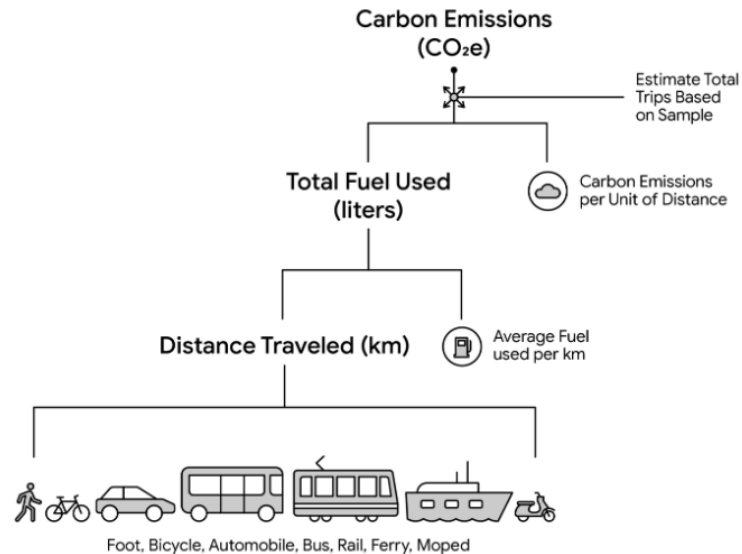 Carbon Emissions
(CO₂e)
Estimate Total
Trips Based
on Sample
Total Fuel Used
(liters)
Carbon Emissions
per Unit of Distance
Distance Traveled (km)
Average Fuel
used per km
Foot, Bicycle, Automobile, Bus, Rail, Ferry, Moped